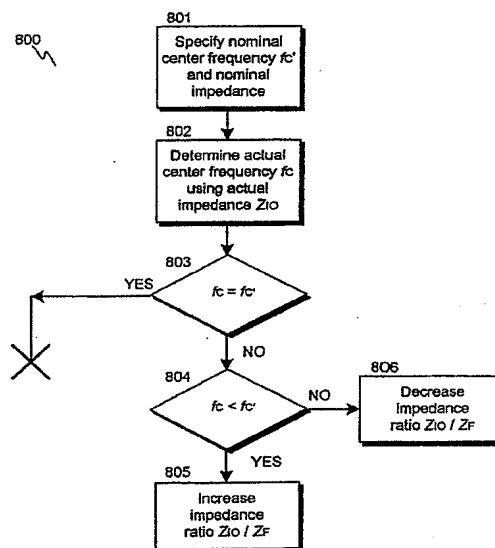 800
801
Specify nominal
center frequency fc'
and nominal
impedance
802
Determine actual
center frequency fc
using actual
impedance ZIO
803
YES
fc = fc'
NO
804
fc < fc'
NO
806
Decrease
impedance
ratio ZIO / ZF
YES
805
Increase
impedance
ratio ZIO / ZF